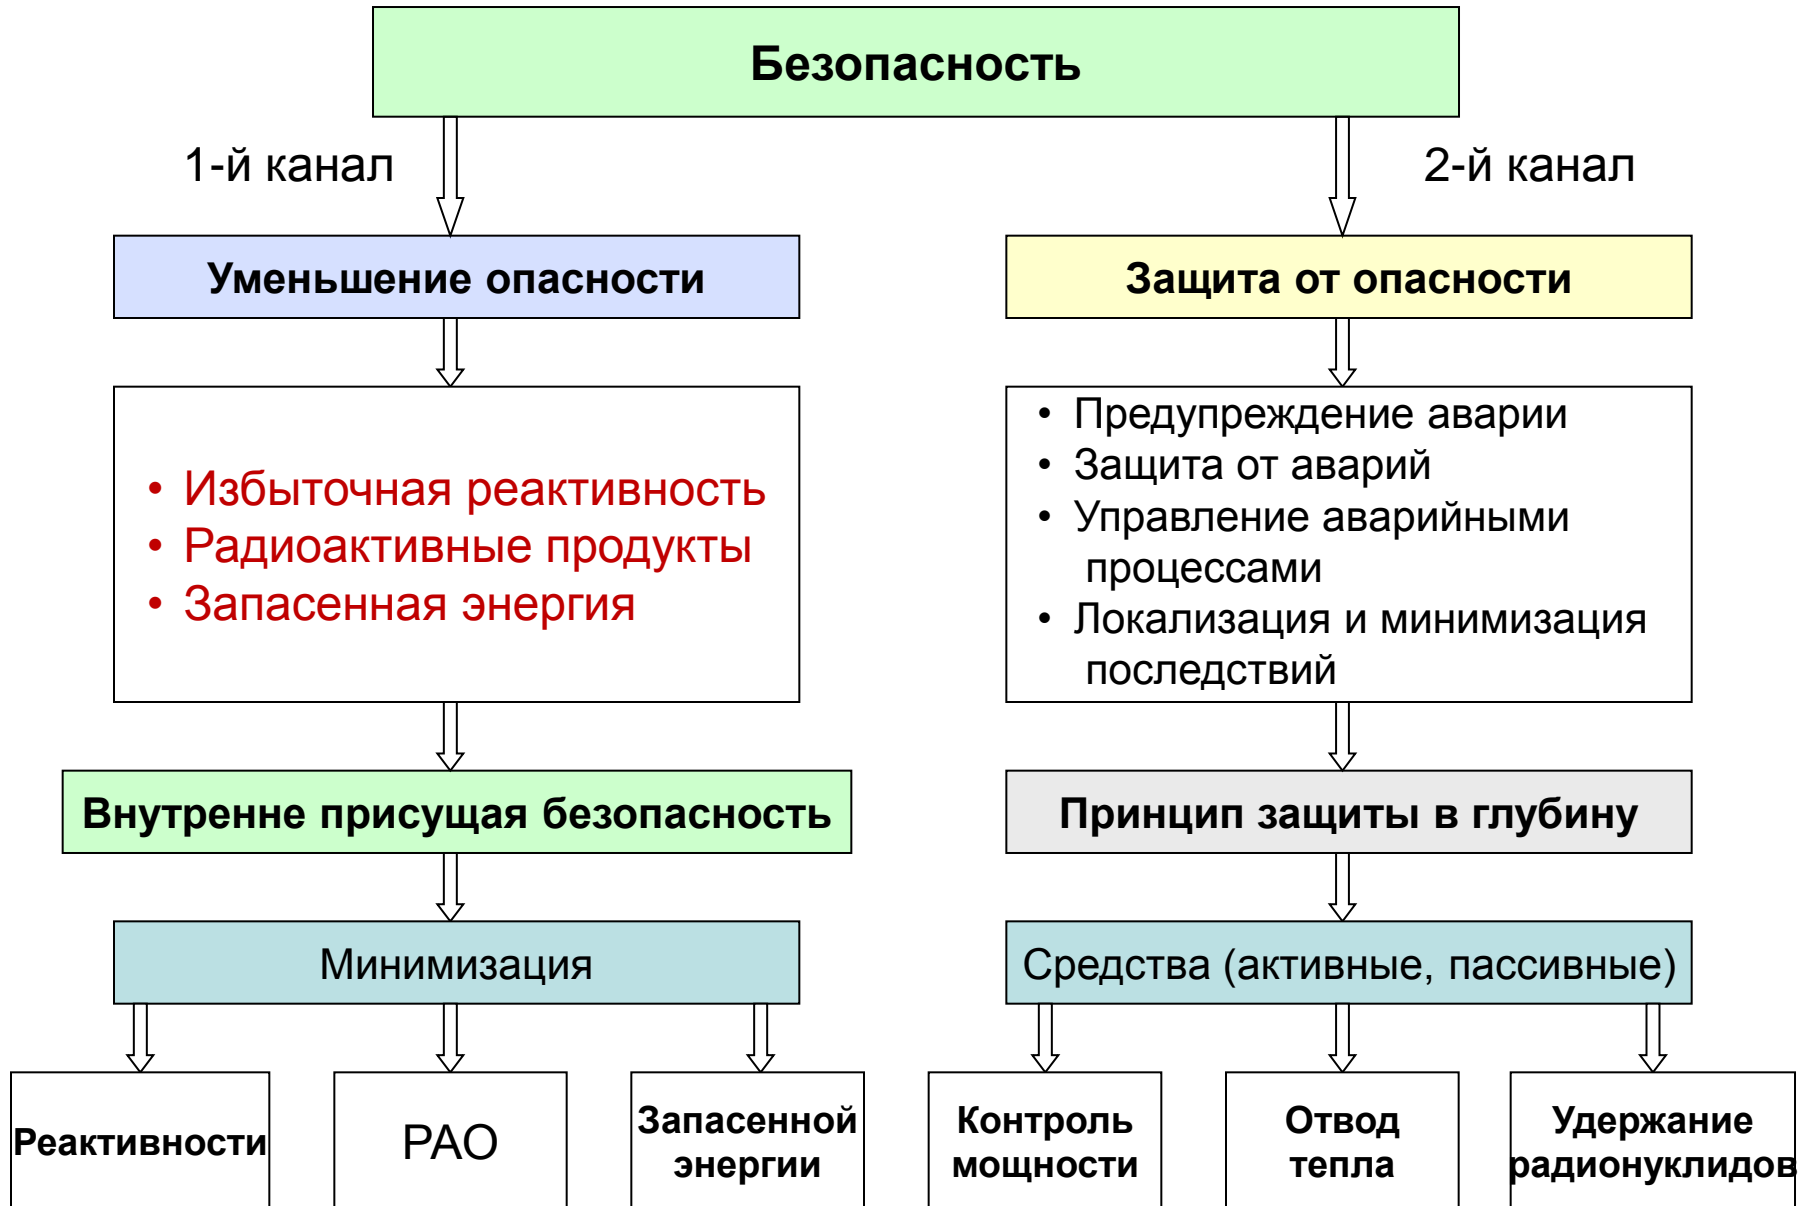 Безопасность
1-й канал
2-й канал
Уменьшение опасности
Защита от опасности
• Избыточная реактивность
• Радиоактивные продукты
• Запасенная энергия
• Предупреждение аварии
• Защита от аварий
• Управление аварийными
процессами
• Локализация и минимизация
последствий
Внутренне присущая безопасность
Принцип защиты в глубину
Минимизация
Средства (активные, пассивные)
Реактивности
РАО
Запасенной
энергии
Контроль
мощности
Отвод
тепла
Удержание
радионуклидов